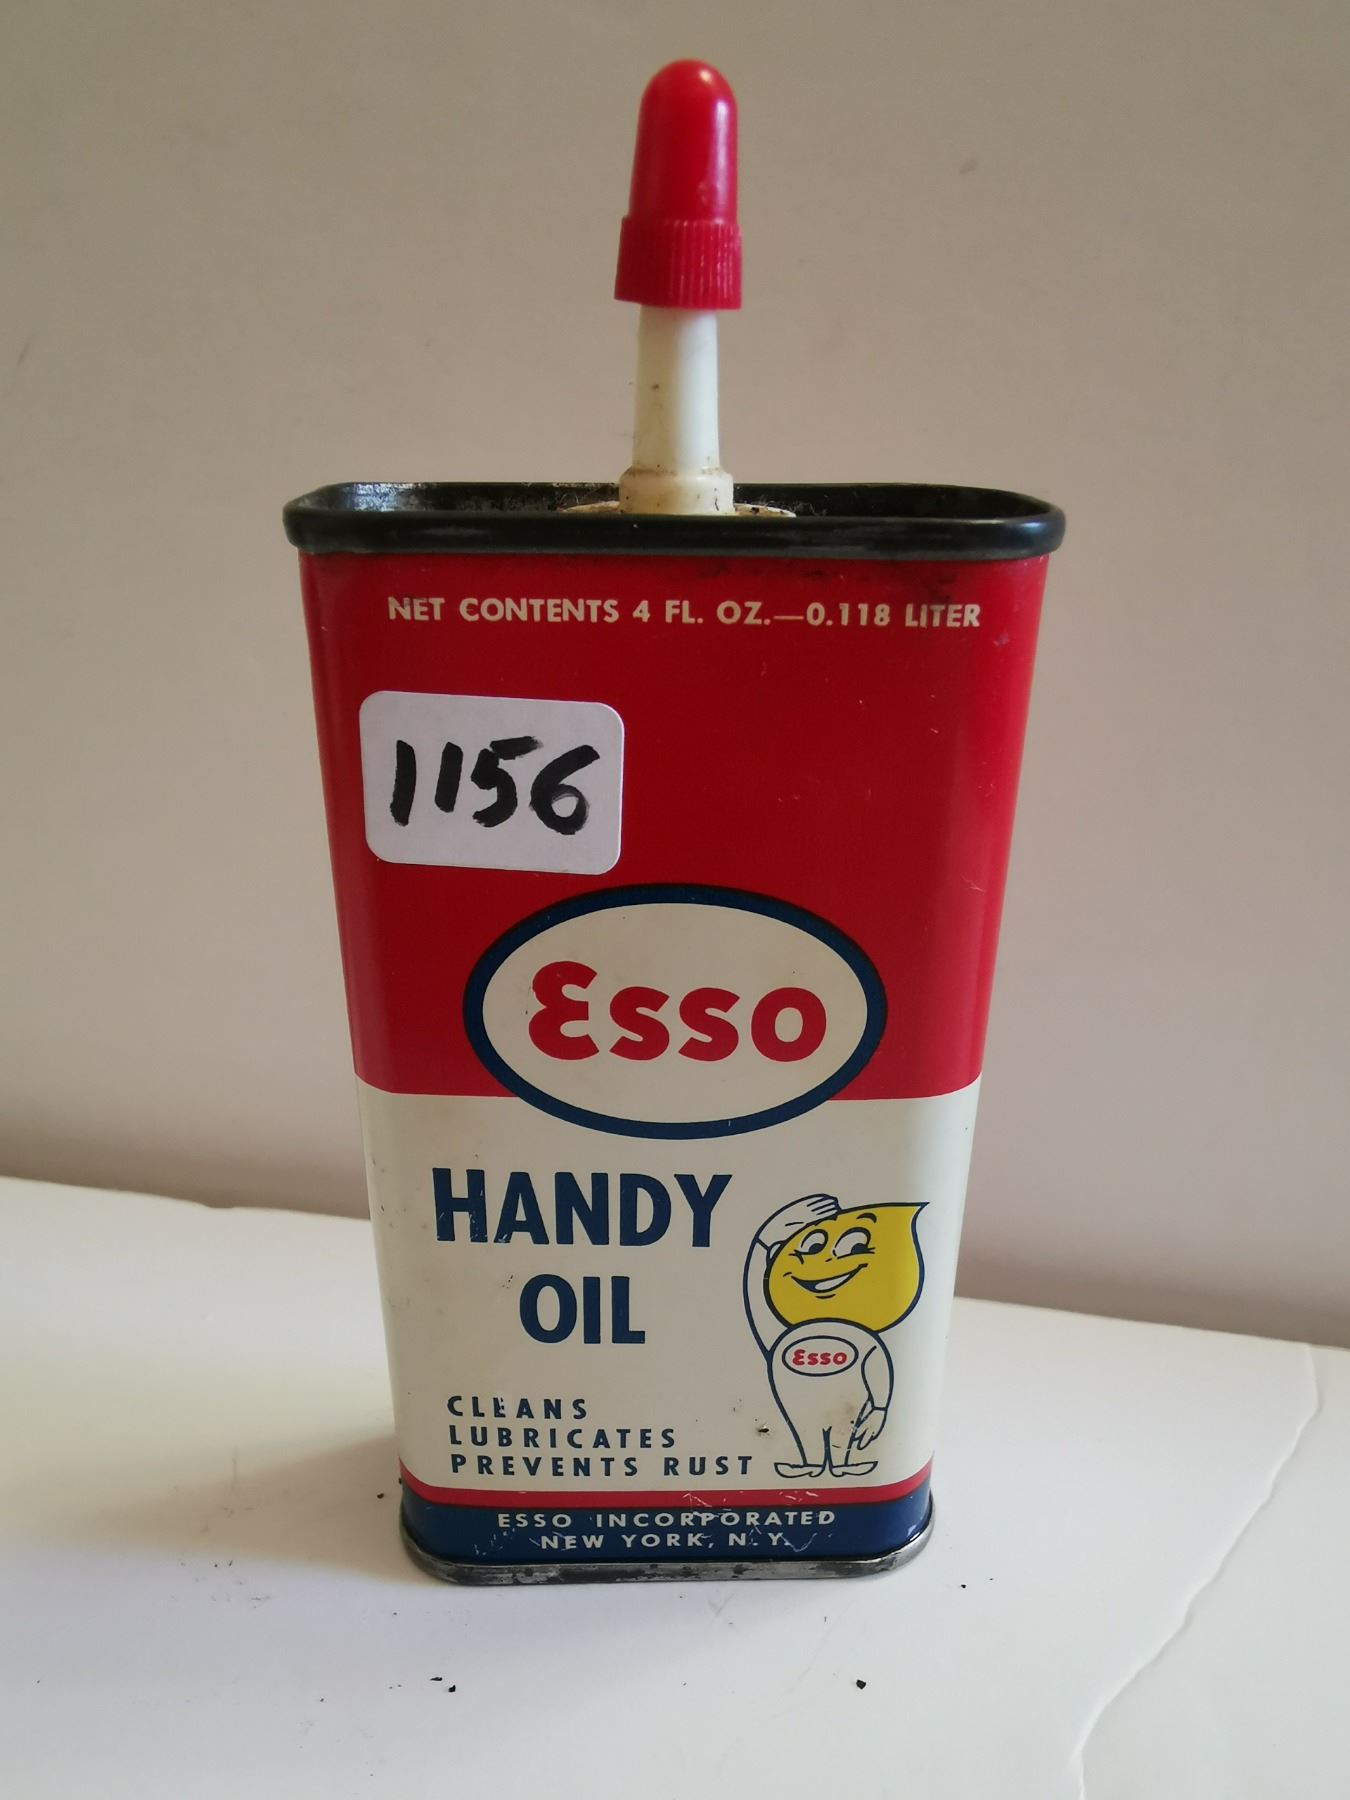 NET CONTENTS 4 FL. OZ.—0.118 LITER
1156
Esso
HANDY
OIL
Esso
CLEANS
LUBRICATES
PREVENTS RUST
ESSO INCORPORATED
NEW YORK, N.Y.